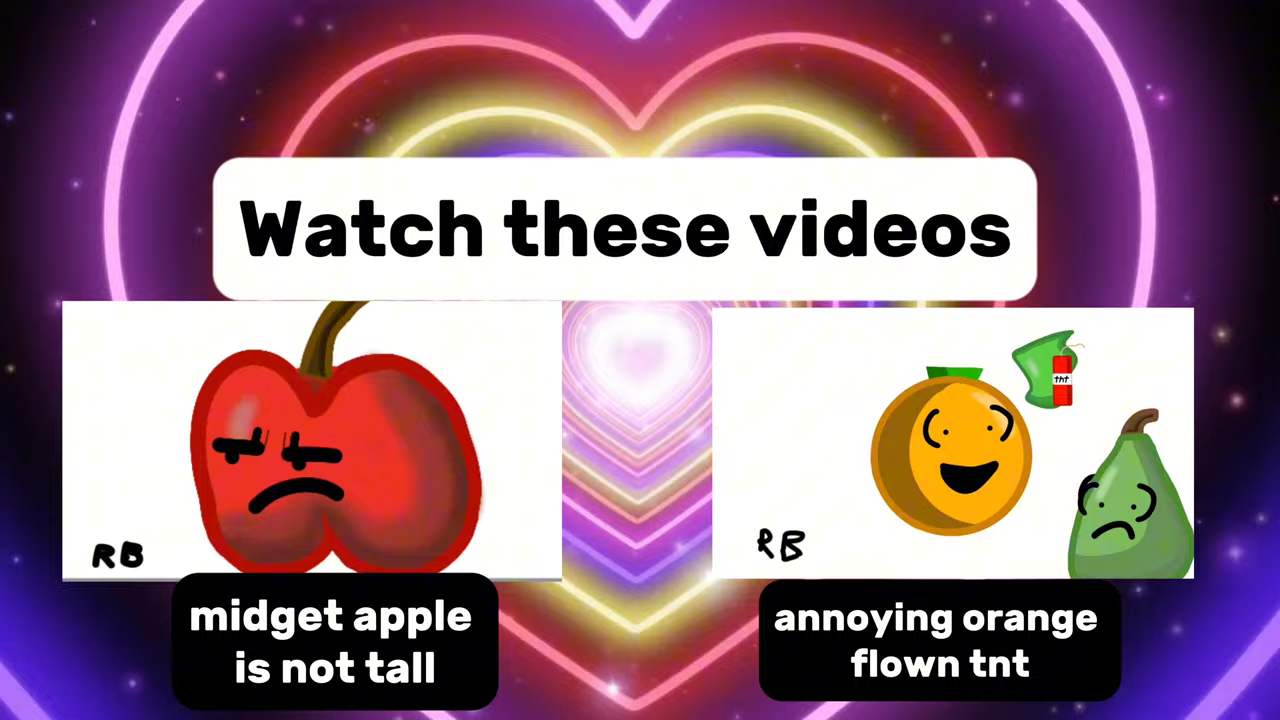 Watch these videos
tnt
RB
RB
midget apple
is not tall
annoying orange
flown tnt